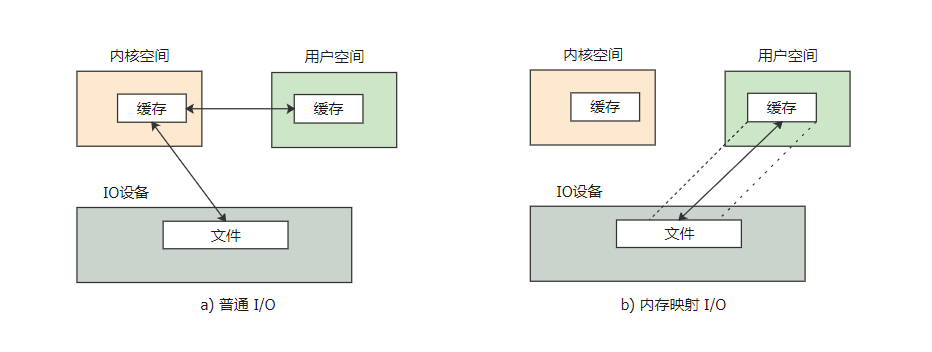 内核空间
用户空间
缓存
缓存
IO设备
文件
a) 普通 I/O
内核空间
用户空间
缓存
缓存
IO设备
文件
b) 内存映射 I/O